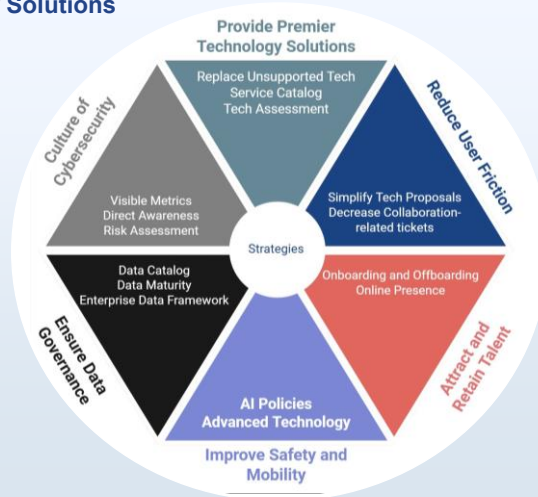 Solutions
Provide Premier
Technology Solutions
Replace Unsupported Tech
Service Catalog
Tech Assessment
Reduce User Friction
Simplify Tech Proposals
Decrease Collaboration-
related tickets
Attract and
Retain Talent
Onboarding and Offboarding
Online Presence
Improve Safety and
Mobility
AI Policies
Advanced Technology
Ensure Data
Governance
Data Catalog
Data Maturity
Enterprise Data Framework
Culture of
Cybersecurity
Visible Metrics
Direct Awareness
Risk Assessment
Strategies